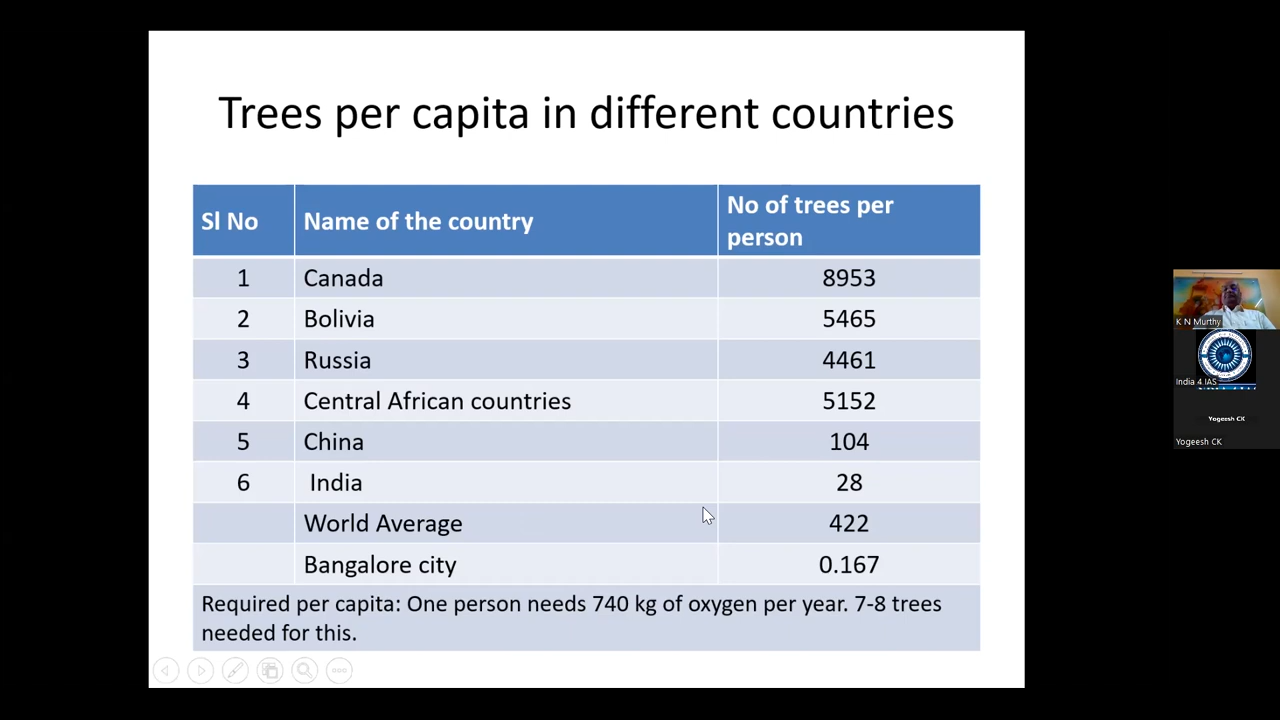 Trees per capita in different countries
Sl No Name of the country No of trees per person
1 Canada 8953
2 Bolivia 5465
3 Russia 4461
4 Central African countries 5152
5 China 104
6 India 28
World Average 422
Bangalore city 0.167
Required per capita: One person needs 740 kg of oxygen per year. 7-8 trees
needed for this.
K N Murthy
India 4 IAS
Yogeesh CK
Yogeesh CK